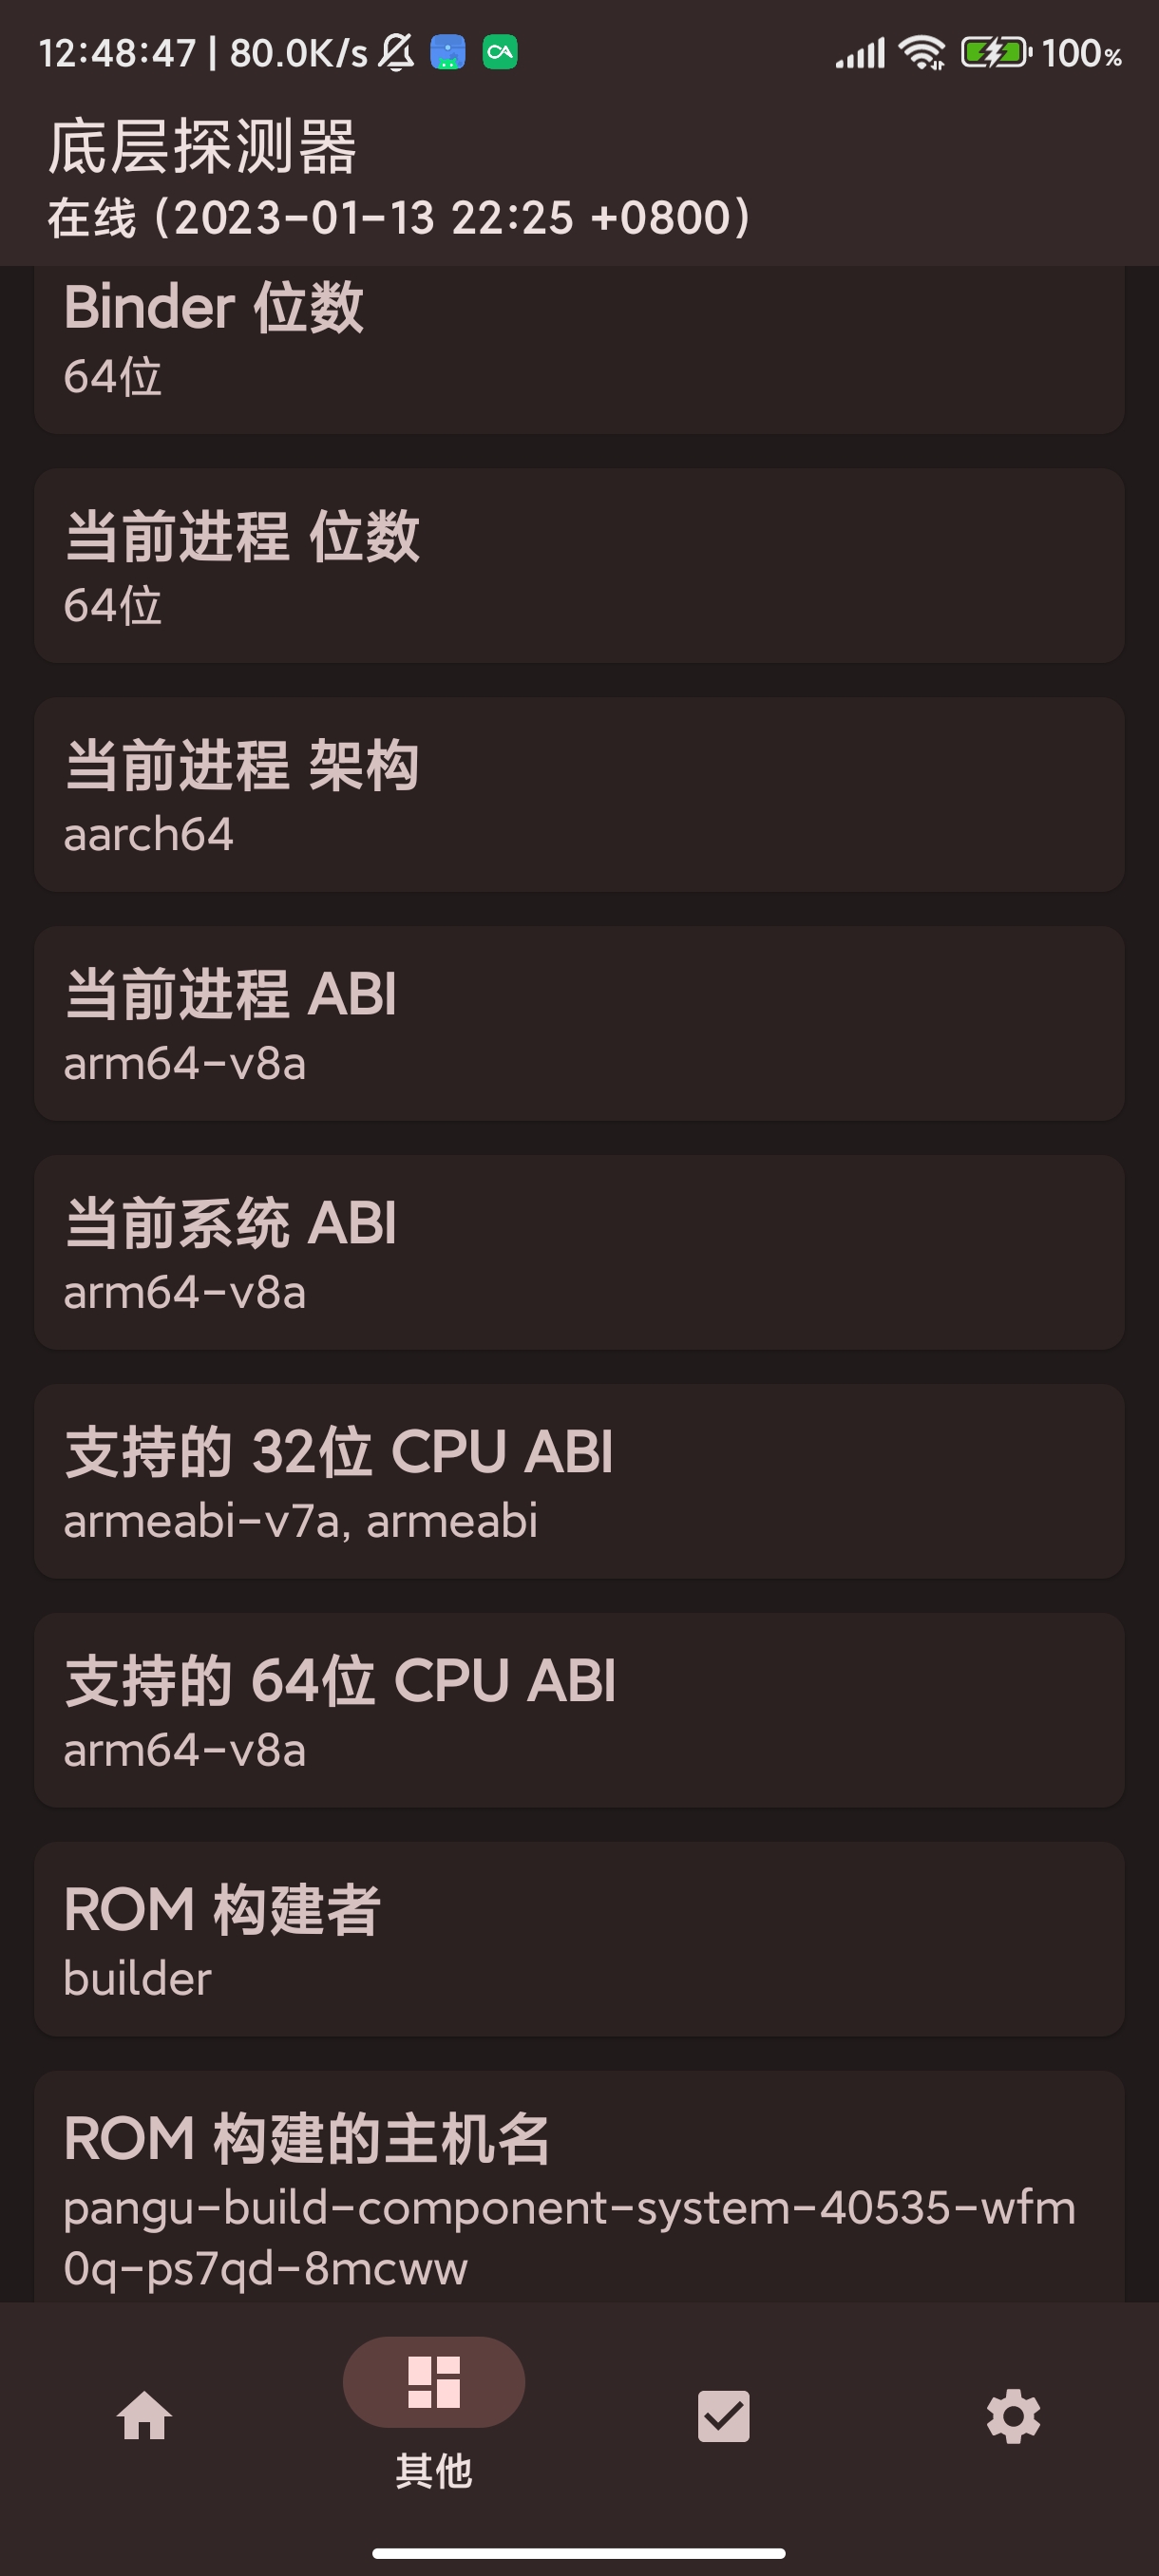 12:48:47 | 80.0K/s
100%
底层探测器
在线 (2023-01-13 22:25 +0800)
Binder 位数
64位
当前进程 位数
64位
当前进程 架构
aarch64
当前进程 ABI
arm64-v8a
当前系统 ABI
arm64-v8a
支持的 32位 CPU ABI
armeabi-v7a, armeabi
支持的 64位 CPU ABI
arm64-v8a
ROM 构建者
builder
ROM 构建的主机名
pangu-build-component-system-40535-wfm
0q-ps7qd-8mcww
其他